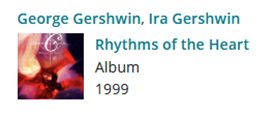 George Gershwin, Ira Gershwin
Rhythms of the Heart
Album
1999